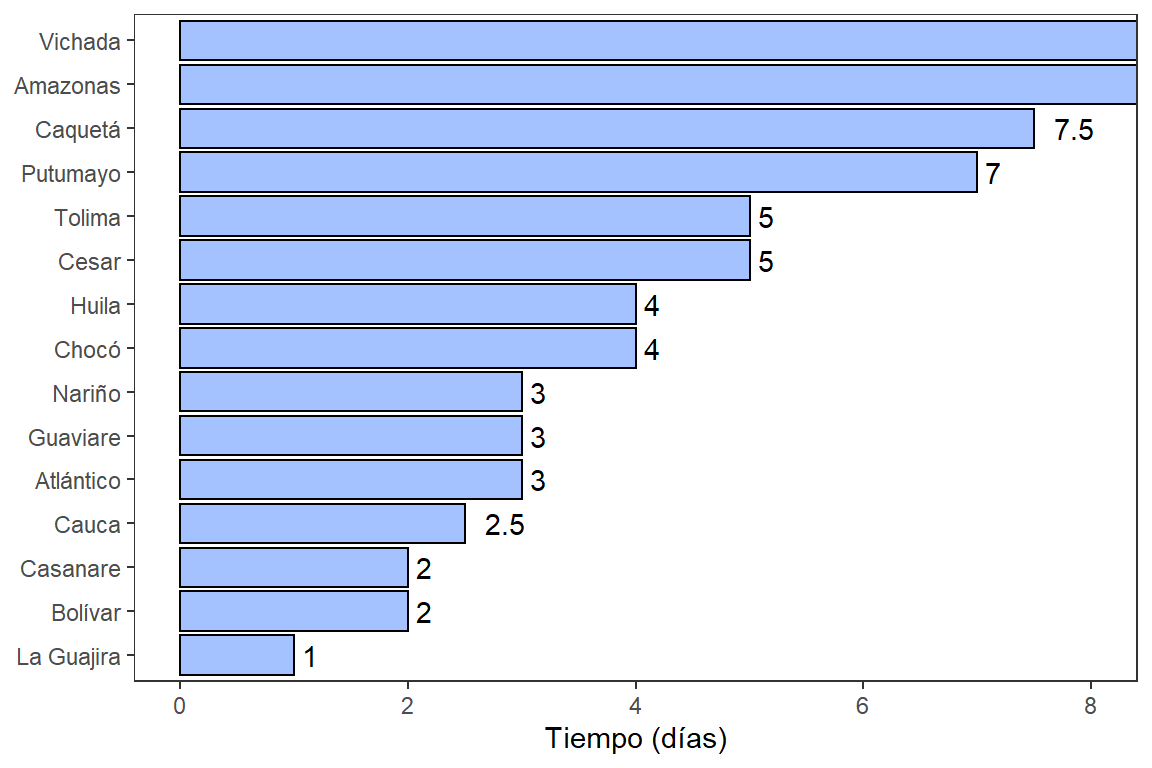 Vichada
Amazonas
Caquetá 7.5
Putumayo 7
Tolima 5
Cesar 5
Huila 4
Chocó 4
Nariño 3
Guaviare 3
Atlántico 3
Cauca 2.5
Casanare 2
Bolívar 2
La Guajira 1
0 2 4 6 8
Tiempo (días)